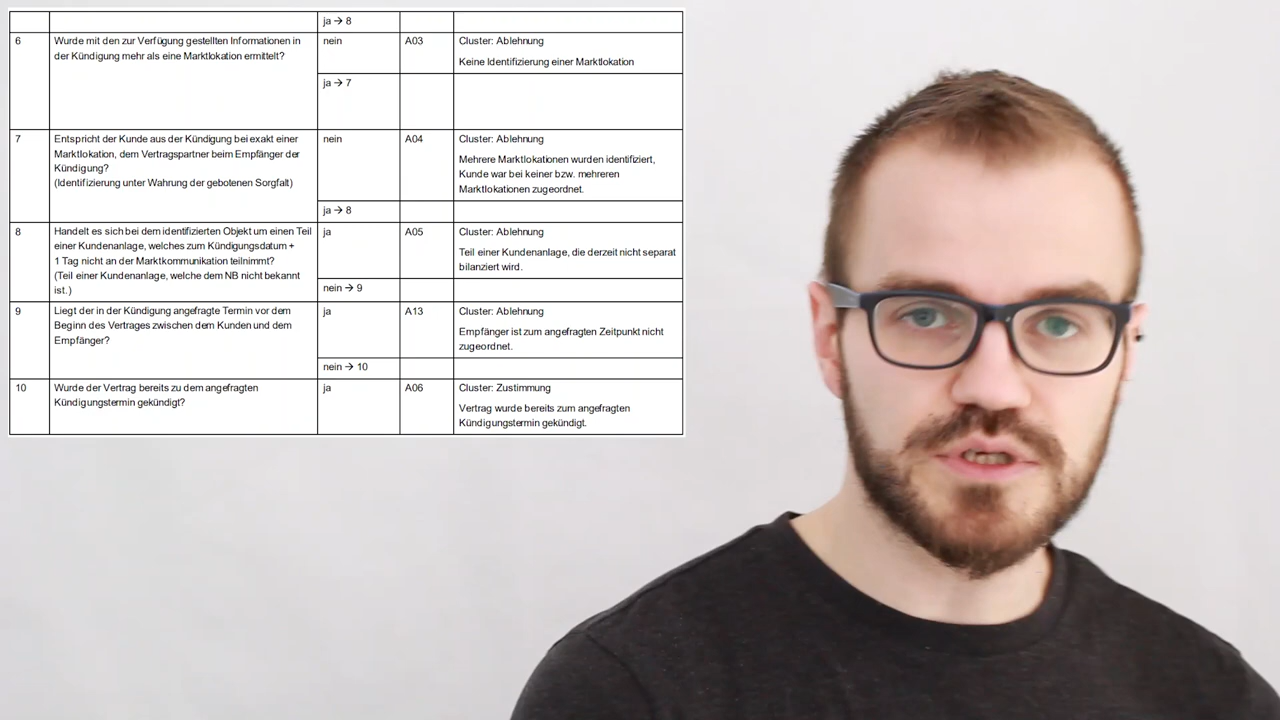 ja → 8
6 Wurde mit den zur Verfügung gestellten Informationen in nein A03 Cluster: Ablehnung
der Kündigung mehr als eine Marktlokation ermittelt?
Keine Identifizierung einer Marktlokation
ja → 7
7 Entspricht der Kunde aus der Kündigung bei exakt einer nein A04 Cluster: Ablehnung
Marktlokation, dem Vertragspartner beim Empfänger der
Kündigung?
(Identifizierung unter Wahrung der gebotenen Sorgfalt)
Mehrere Marktlokationen wurden identifiziert,
Kunde war bei keiner bzw. mehreren
Marktlokationen zugeordnet.
ja → 8
8 Handelt es sich bei dem identifizierten Objekt um einen Teil ja A05 Cluster: Ablehnung
einer Kundenanlage, welches zum Kündigungsdatum +
1 Tag nicht an der Marktkommunikation teilnimmt?
(Teil einer Kundenanlage, welche dem NB nicht bekannt
ist.)
Teil einer Kundenanlage, die derzeit nicht separat
bilanziert wird.
nein → 9
9 Liegt der in der Kündigung angefragte Termin vor dem ja A13 Cluster: Ablehnung
Beginn des Vertrages zwischen dem Kunden und dem
Empfänger?
Empfänger ist zum angefragten Zeitpunkt nicht
zugeordnet.
nein → 10
10 Wurde der Vertrag bereits zu dem angefragten ja A06 Cluster: Zustimmung
Kündigungstermin gekündigt?
Vertrag wurde bereits zum angefragten
Kündigungstermin gekündigt.